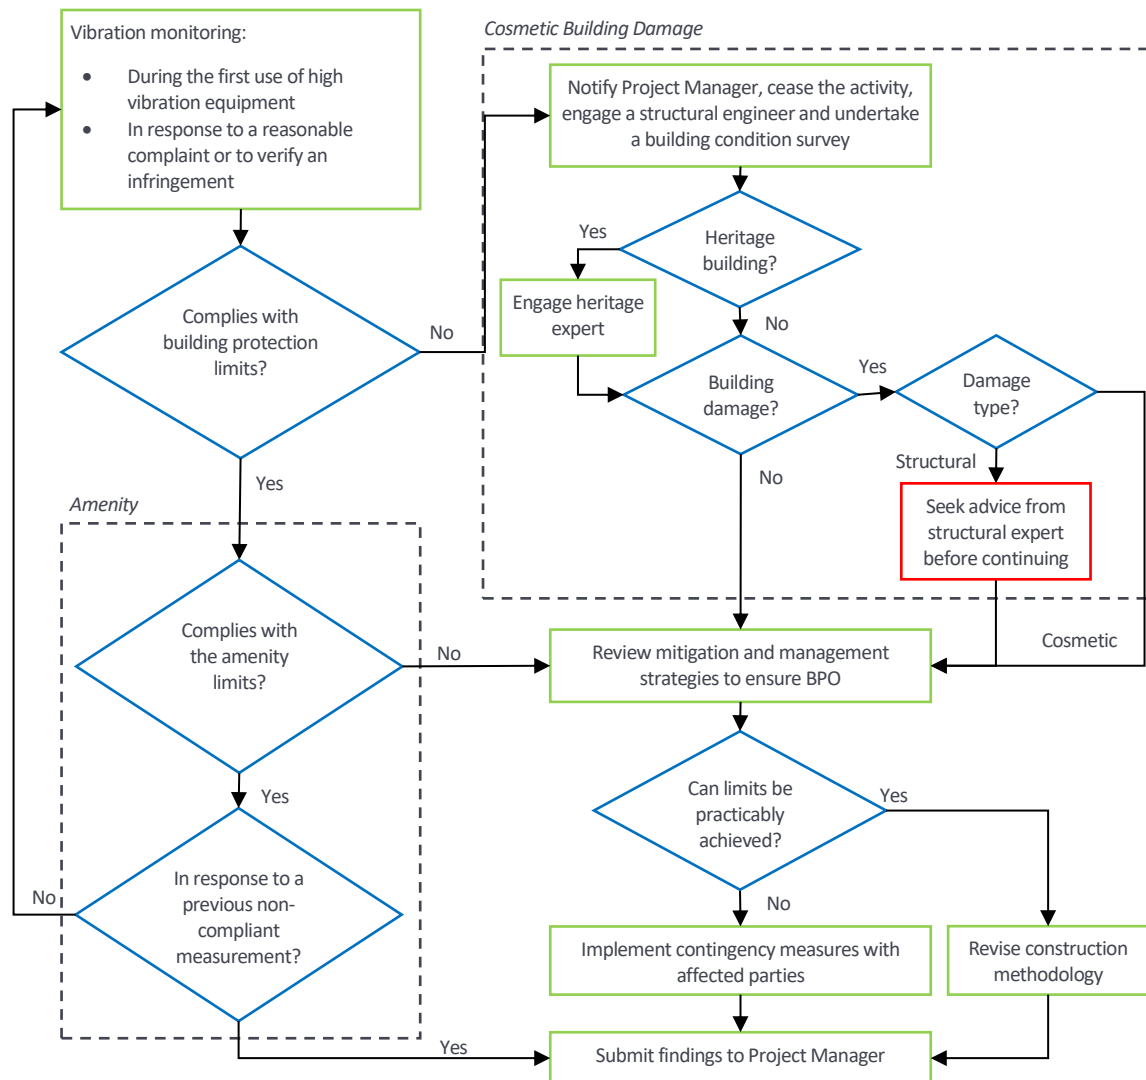 Cosmetic Building Damage
Vibration monitoring:
• During the first use of high
vibration equipment
• In response to a reasonable
complaint or to verify an
infringement
Notify Project Manager, cease the activity,
engage a structural engineer and undertake
a building condition survey
Yes
Heritage
building?
Engage heritage
expert
No
Complies with
building protection
limits?
No
Building
damage?
Yes
Damage
type?
Yes
No
Structural
Seek advice from
structural expert
before continuing
Amenity
Complies with
the amenity
limits?
No
Review mitigation and management
strategies to ensure BPO
Cosmetic
Yes
Can limits be
practicably
achieved?
Yes
No
In response to a
previous non-
compliant
measurement?
No
Implement contingency measures with
affected parties
Revise construction
methodology
Yes
Submit findings to Project Manager